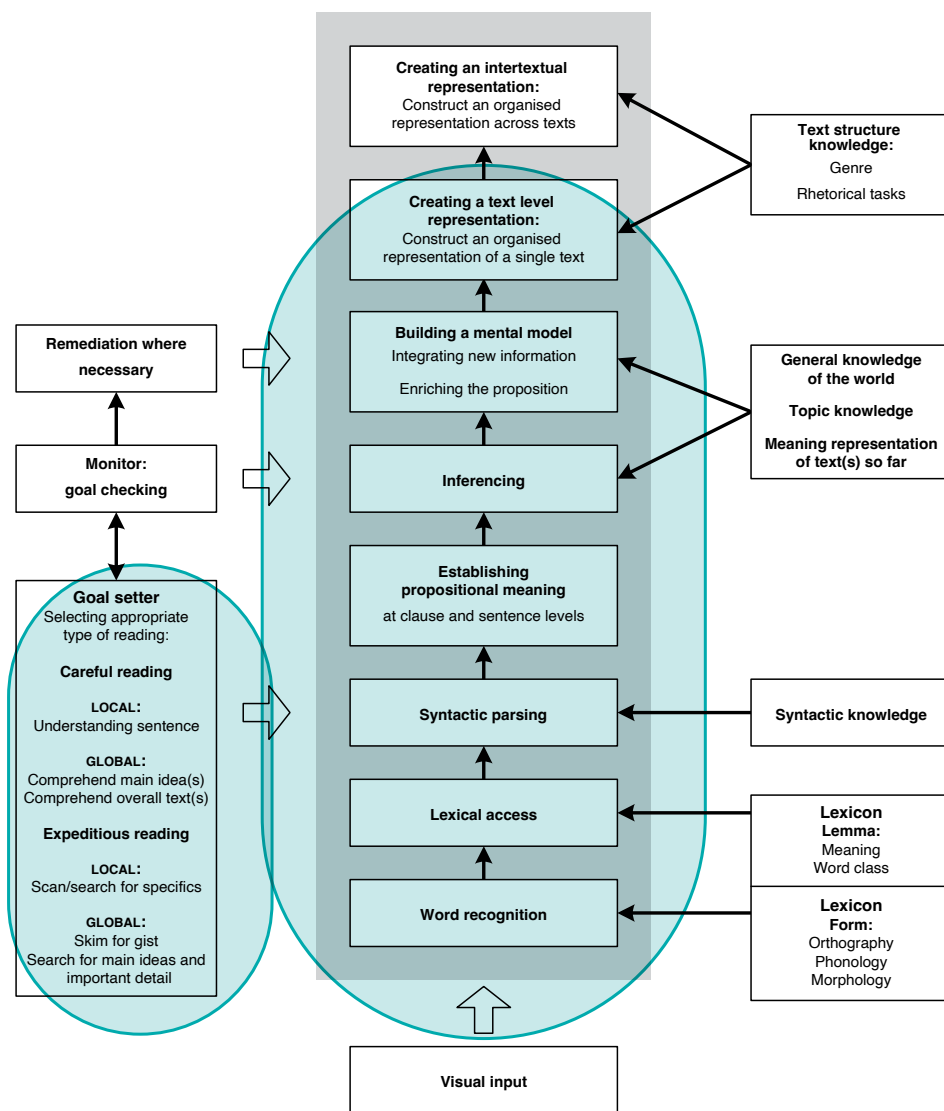 Creating an intertextual
representation:
Construct an organised
representation across texts
Text structure
knowledge:
Genre
Rhetorical tasks
Creating a text level
representation:
Construct an organised
representation of a single text
Remediation where
necessary
Building a mental model
Integrating new information
Enriching the proposition
General knowledge
of the world
Topic knowledge
Meaning representation
of text(s) so far
Monitor:
goal checking
Inferencing
Establishing
propositional meaning
at clause and sentence levels
Goal setter
Selecting appropriate
type of reading:
Careful reading
LOCAL:
Understanding sentence
GLOBAL:
Comprehend main idea(s)
Comprehend overall text(s)
Expeditious reading
LOCAL:
Scan/search for specifics
GLOBAL:
Skim for gist
Search for main ideas and
important detail
Syntactic parsing
Syntactic knowledge
Lexical access
Lexicon
Lemma:
Meaning
Word class
Word recognition
Lexicon
Form:
Orthography
Phonology
Morphology
Visual input